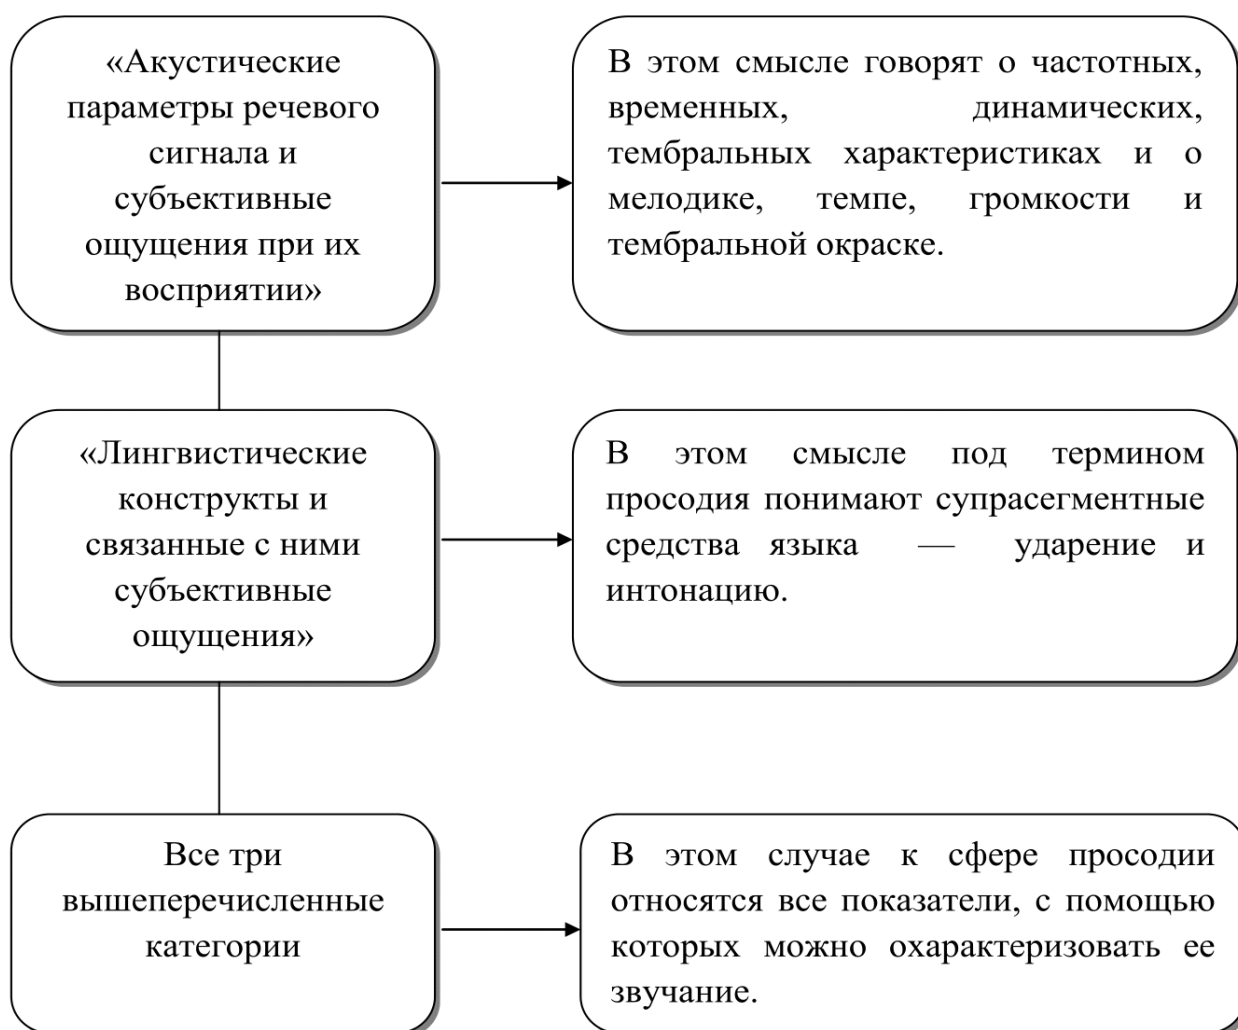 «Акустические
параметры речевого
сигнала и
субъективные
ощущения при их
восприятии»
В этом смысле говорят о частотных,
временных, динамических,
тембральных характеристиках и о
мелодике, темпе, громкости и
тембральной окраске.
«Лингвистические
конструкты и
связанные с ними
субъективные
ощущения»
В этом смысле под термином
просодия понимают супрасегментные
средства языка — ударение и
интонацию.
Все три
вышеперечисленные
категории
В этом случае к сфере просодии
относятся все показатели, с помощью
которых можно охарактеризовать ее
звучание.